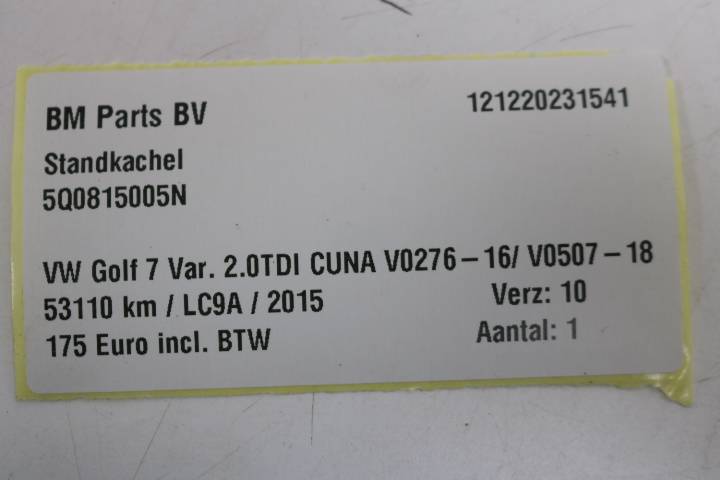 BM Parts BV 121220231541
Standkachel
5Q0815005N
VW Golf 7 Var. 2.0TDI CUNA V0276-16/ V0507-18
53110 km / LC9A / 2015 Verz: 10
175 Euro incl. BTW Aantal: 1